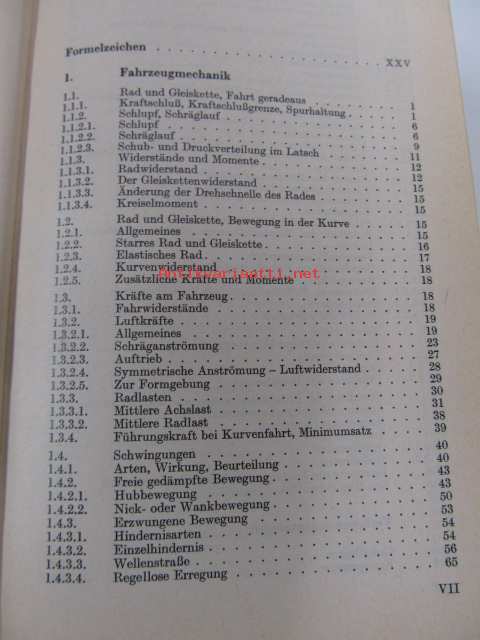 Formelzeichen . . . . . . . . . . . . . . . . XXV
1. Fahrzeugmechanik
1.1. Rad und Gleiskette, Fahrt geradeaus . . . . . . 1
1.1.1. Kraftschluß, Kraftschlußgrenze, Spurhaltung . . . . 1
1.1.2. Schlupf, Schräglauf . . . . . . . . . . 6
1.1.2.1. Schlupf . . . . . . . . . . . . 6
1.1.2.2. Schräglauf . . . . . . . . . . . . 9
1.1.2.3. Schub- und Druckverteilung im Latsch . . . . . 11
1.1.3. Widerstände und Momente . . . . . . . . 12
1.1.3.1. Radwiderstand . . . . . . . . . . . 12
1.1.3.2. Der Gleiskettenwiderstand . . . . . . . . 15
1.1.3.3. Änderung der Drehschnelle des Rades . . . . . 15
1.1.3.4. Kreiselmoment . . . . . . . . . . . 15
1.2. Rad und Gleiskette, Bewegung in der Kurve . . . . 15
1.2.1. Allgemeines . . . . . . . . . . . 15
1.2.2. Starres Rad und Gleiskette . . . . . . . . 16
1.2.3. Elastisches Rad . . . . . . . . . . . 17
1.2.4. Kurvenwiderstand . . . . . . . . . . 18
Antikvariaatti.net
1.2.5. Zusätzliche Kräfte und Momente . . . . . . 18
1.3. Kräfte am Fahrzeug . . . . . . . . . . 18
1.3.1. Fahrwiderstände . . . . . . . . . . 18
1.3.2. Luftkräfte . . . . . . . . . . . . 19
1.3.2.1. Allgemeines . . . . . . . . . . . 19
1.3.2.2. Schräganströmung . . . . . . . . . . 23
1.3.2.3. Auftrieb . . . . . . . . . . . . 27
1.3.2.4. Symmetrische Anströmung – Luftwiderstand . . . . 28
1.3.2.5. Zur Formgebung . . . . . . . . . . 29
1.3.3. Radlasten . . . . . . . . . . . . 30
1.3.3.1. Mittlere Achslast . . . . . . . . . . 31
1.3.3.2. Mittlere Radlast . . . . . . . . . . 38
1.3.4. Führungskraft bei Kurvenfahrt, Minimumsatz . . . . 39
1.4. Schwingungen . . . . . . . . . . . 40
1.4.1. Arten, Wirkung, Beurteilung . . . . . . . 40
1.4.2. Freie gedämpfte Bewegung . . . . . . . . 43
1.4.2.1. Hubbewegung . . . . . . . . . . . 43
1.4.2.2. Nick- oder Wankbewegung . . . . . . . . 50
1.4.3. Erzwungene Bewegung . . . . . . . . . 53
1.4.3.1. Hindernisarten . . . . . . . . . . . 54
1.4.3.2. Einzelhindernis . . . . . . . . . . . 54
1.4.3.3. Wellenstraße . . . . . . . . . . . 56
1.4.3.4. Regellose Erregung . . . . . . . . . . 65
VII